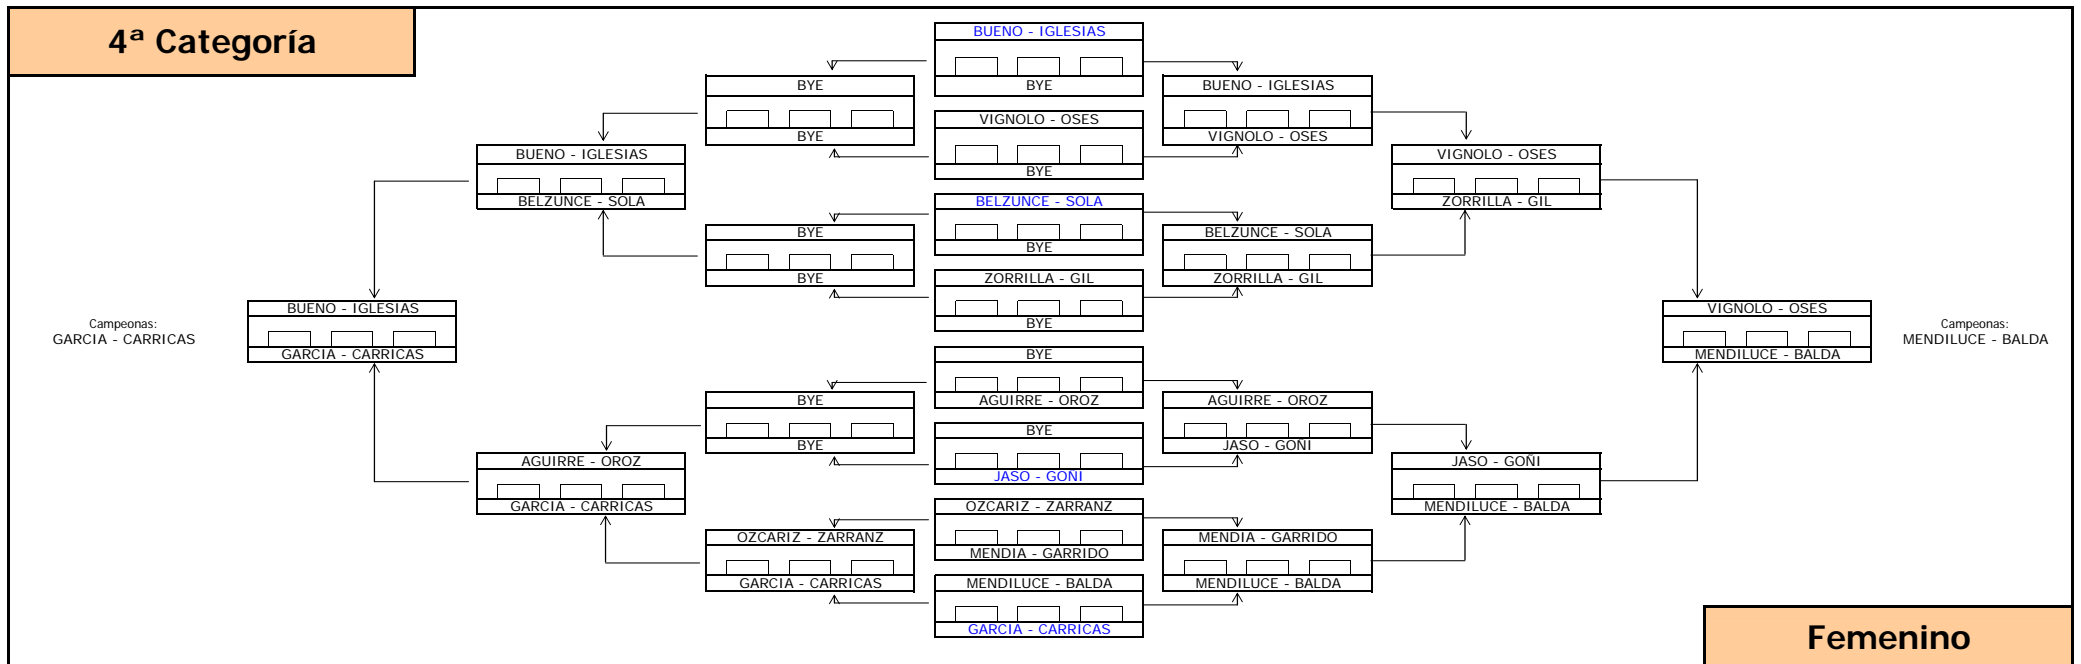 4ª Categoría
BUENO - IGLESIAS
BYE
BYE
BYE
BUENO - IGLESIAS
VIGNOLO - OSES
VIGNOLO - OSES
BYE
BUENO - IGLESIAS
BELZUNCE - SOLA
VIGNOLO - OSES
ZORRILLA - GIL
BELZUNCE - SOLA
BYE
BYE
BYE
BELZUNCE - SOLA
ZORRILLA - GIL
ZORRILLA - GIL
BYE
Campeonas:
GARCIA - CARRICAS
BUENO - IGLESIAS
GARCIA - CARRICAS
VIGNOLO - OSES
MENDILUCE - BALDA
Campeonas:
MENDILUCE - BALDA
BYE
AGUIRRE - OROZ
BYE
BYE
AGUIRRE - OROZ
JASO - GOÑI
BYE
JASO - GOÑI
AGUIRRE - OROZ
GARCIA - CARRICAS
JASO - GOÑI
MENDILUCE - BALDA
OZCARIZ - ZARRANZ
MENDIA - GARRIDO
OZCARIZ - ZARRANZ
GARCIA - CARRICAS
MENDIA - GARRIDO
MENDILUCE - BALDA
MENDILUCE - BALDA
GARCIA - CARRICAS
Femenino